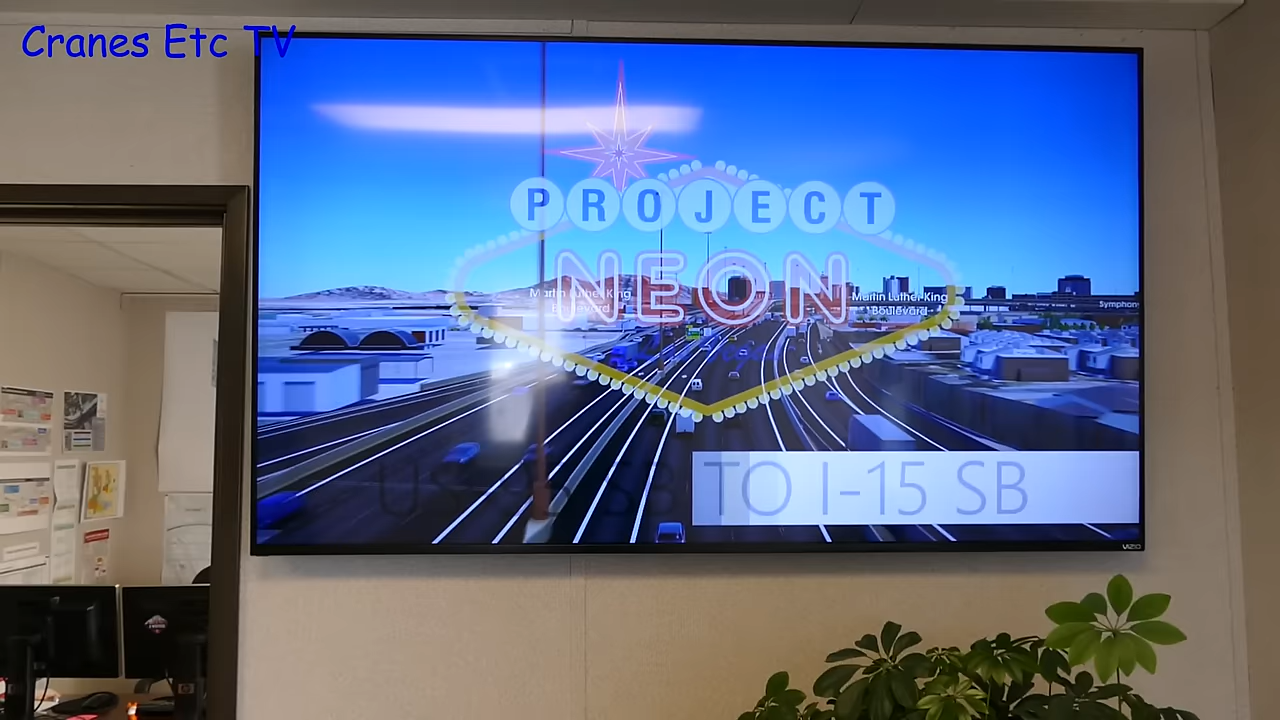 Cranes Etc TV
PROJECT
NEON
Martin Luther King
Boulevard
Martin Luther King
Boulevard
Symphony
TO I-15 SB
VIZIO